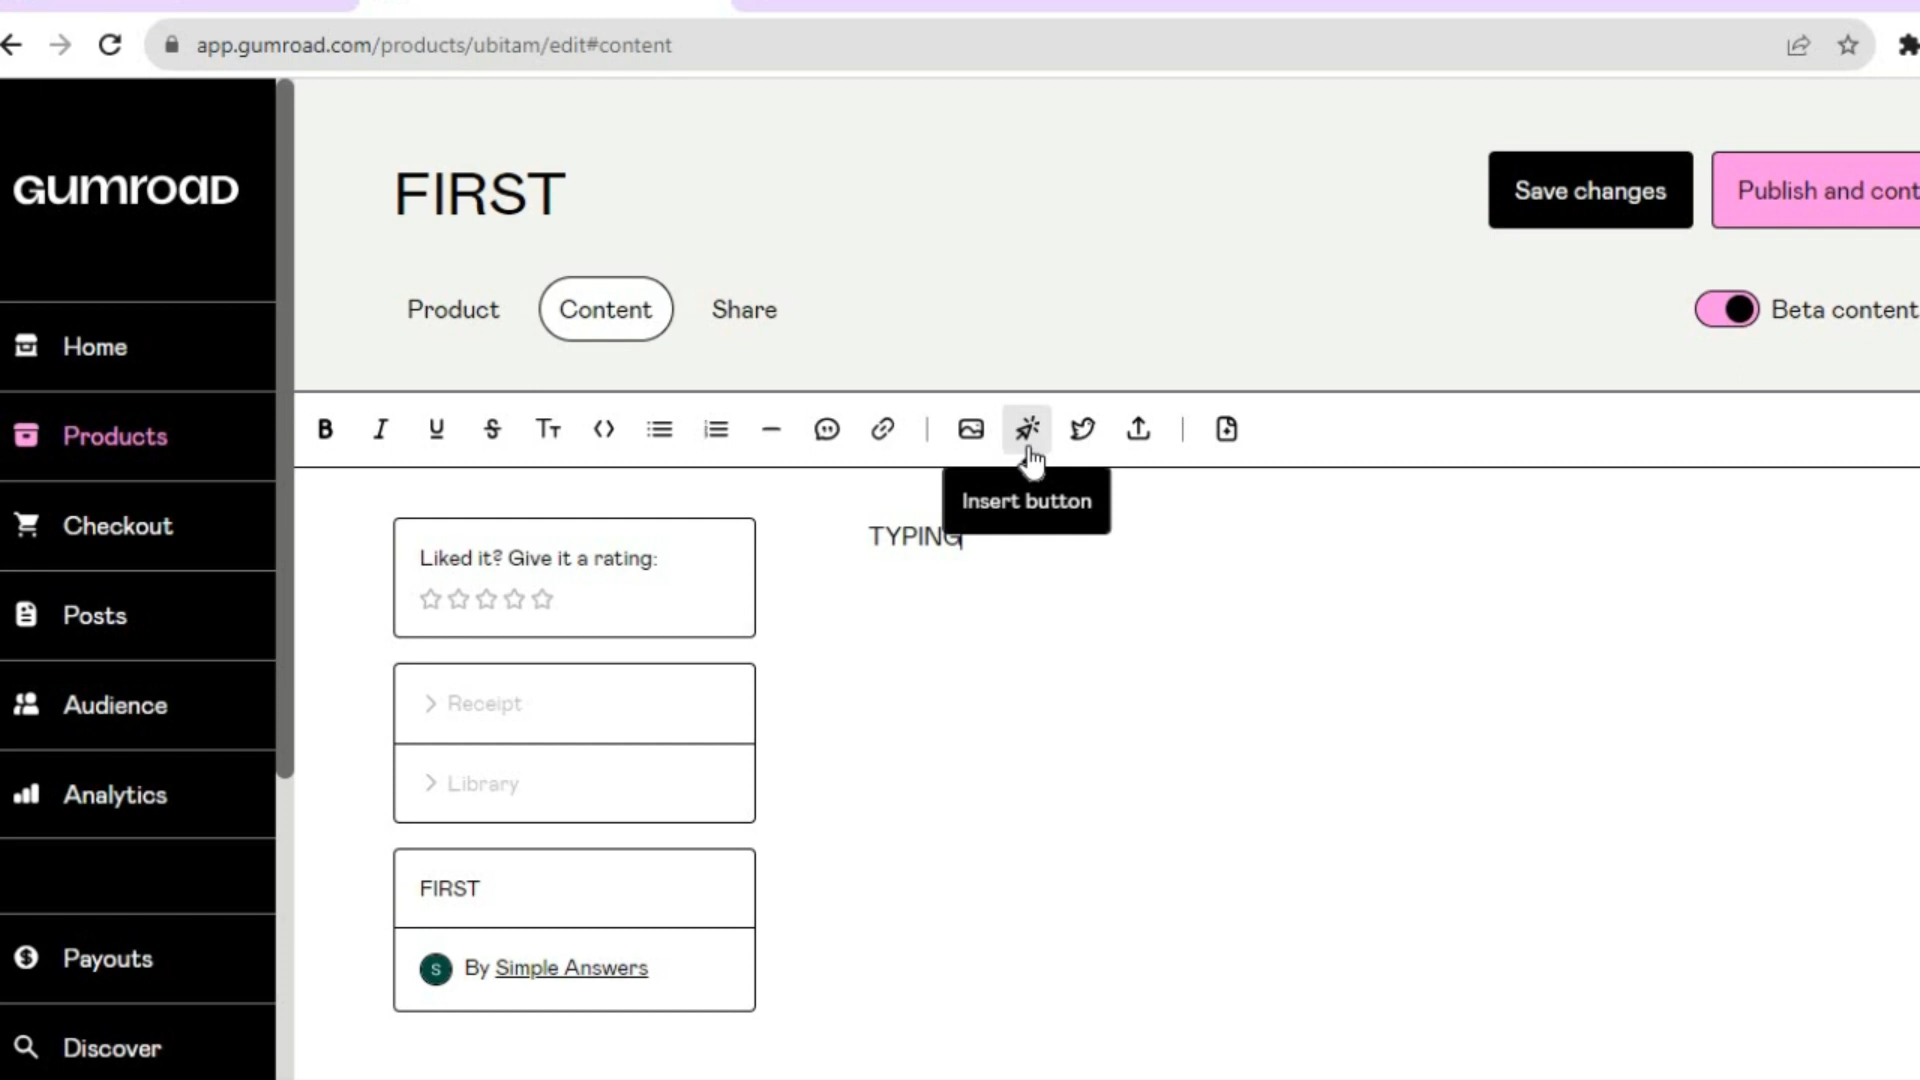 app.gumroad.com/products/ubitam/edit#content
GUMROAD
FIRST
Save changes
Publish and cont
Product
Content
Share
Beta content
Home
Products
Checkout
Posts
Audience
Analytics
Payouts
Discover
B I U S TT
Insert button
TYPING
Liked it? Give it a rating:
Receipt
Library
FIRST
S By Simple Answers